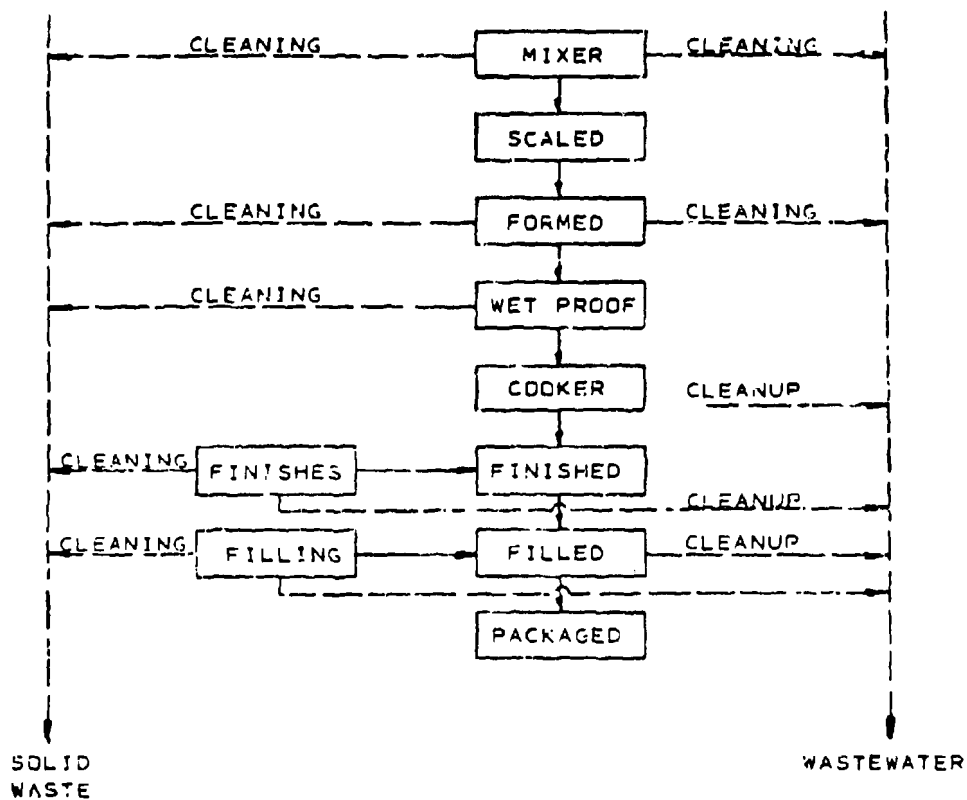 CLEANING
MIXER
CLEANING
SCALED
CLEANING
FORMED
CLEANING
CLEANING
WET PROOF
COOKER
CLEANUP
CLEANING
FINISHES
FINISHED
CLEANUP
CLEANING
FILLING
FILLED
CLEANUP
PACKAGED
SOLID
WASTE
WASTEWATER